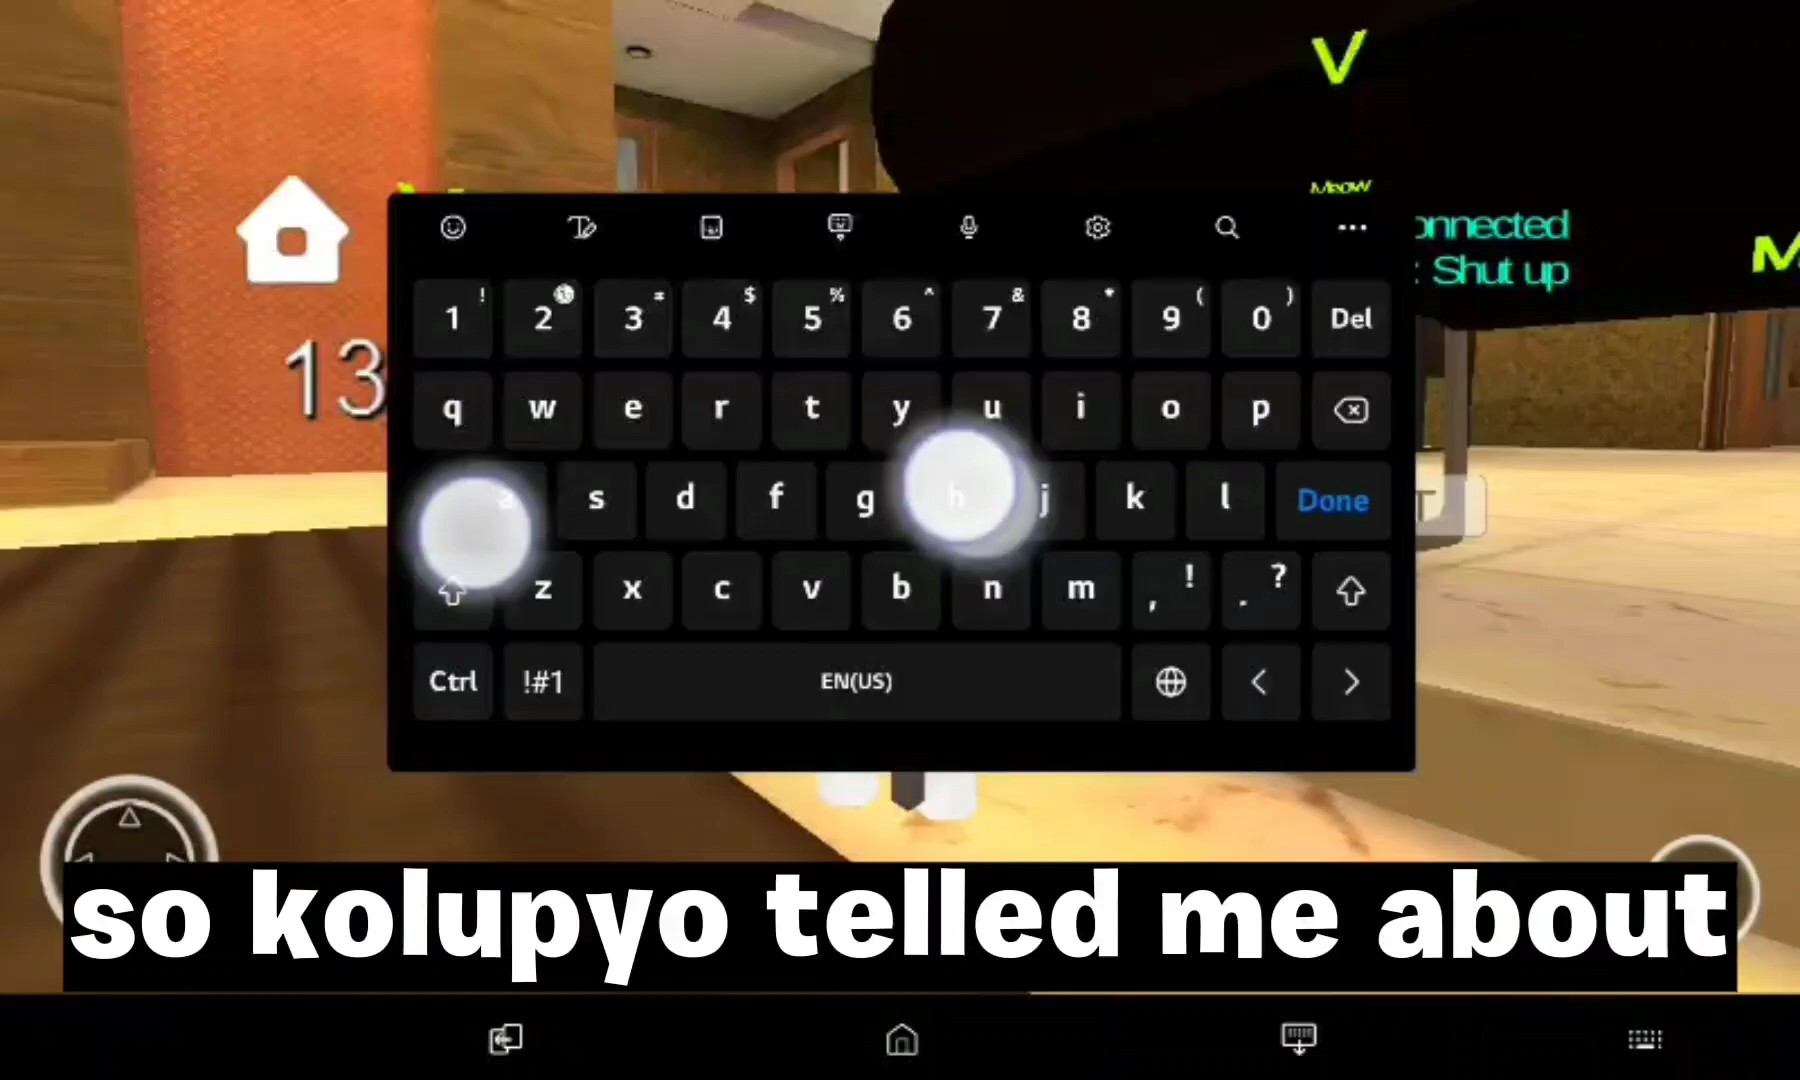 V
Meow
onnected
: Shut up
M
13
1 ! 2 3 # 4 $ 5 % 6 ^ 7 & 8 * 9 ( 0 ) Del
q w e r t y u i o p
a s d f g h j k l Done
T
z x c v b n m , ! . ?
Ctrl !#1 EN(US) < >
so kolupyo telled me about